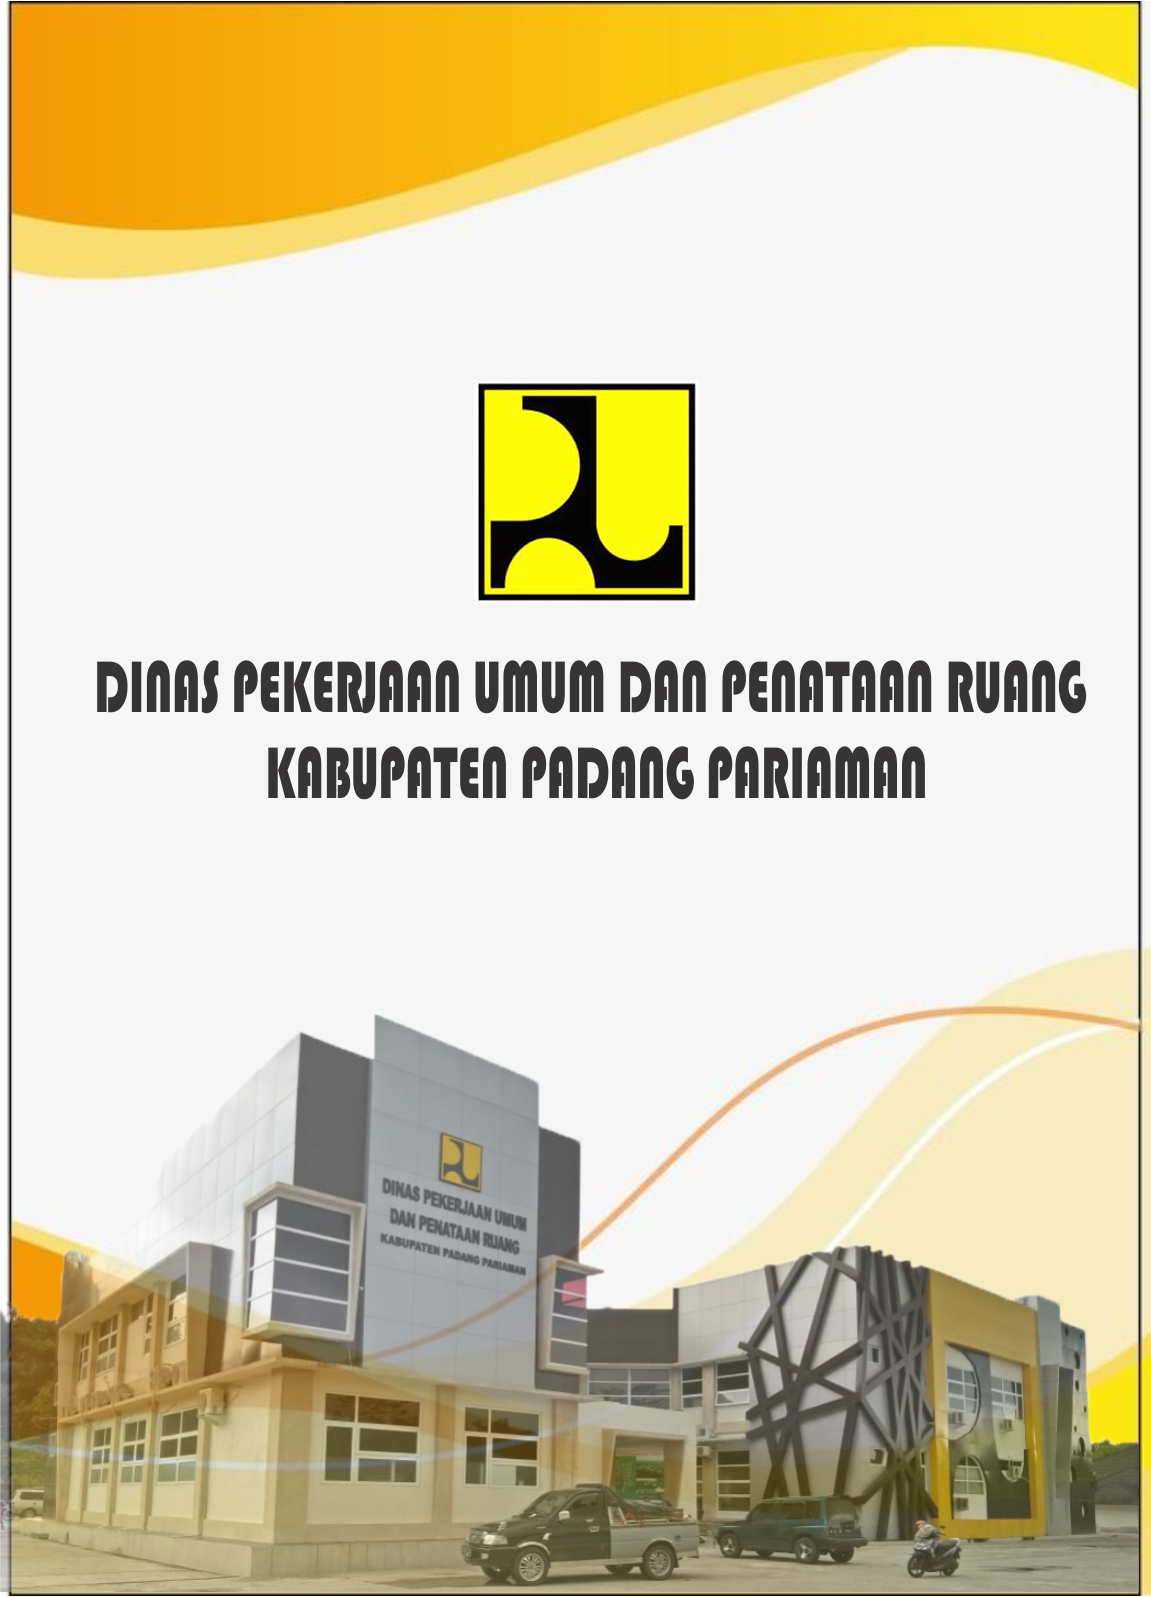 DINAS PEKERJAAN UMUM DAN PENATAAN RUANG
KABUPATEN PADANG PARIAMAN
DINAS PEKERJAAN UMUM
DAN PENATAAN RUANG
KABUPATEN PADANG PARIAMAN